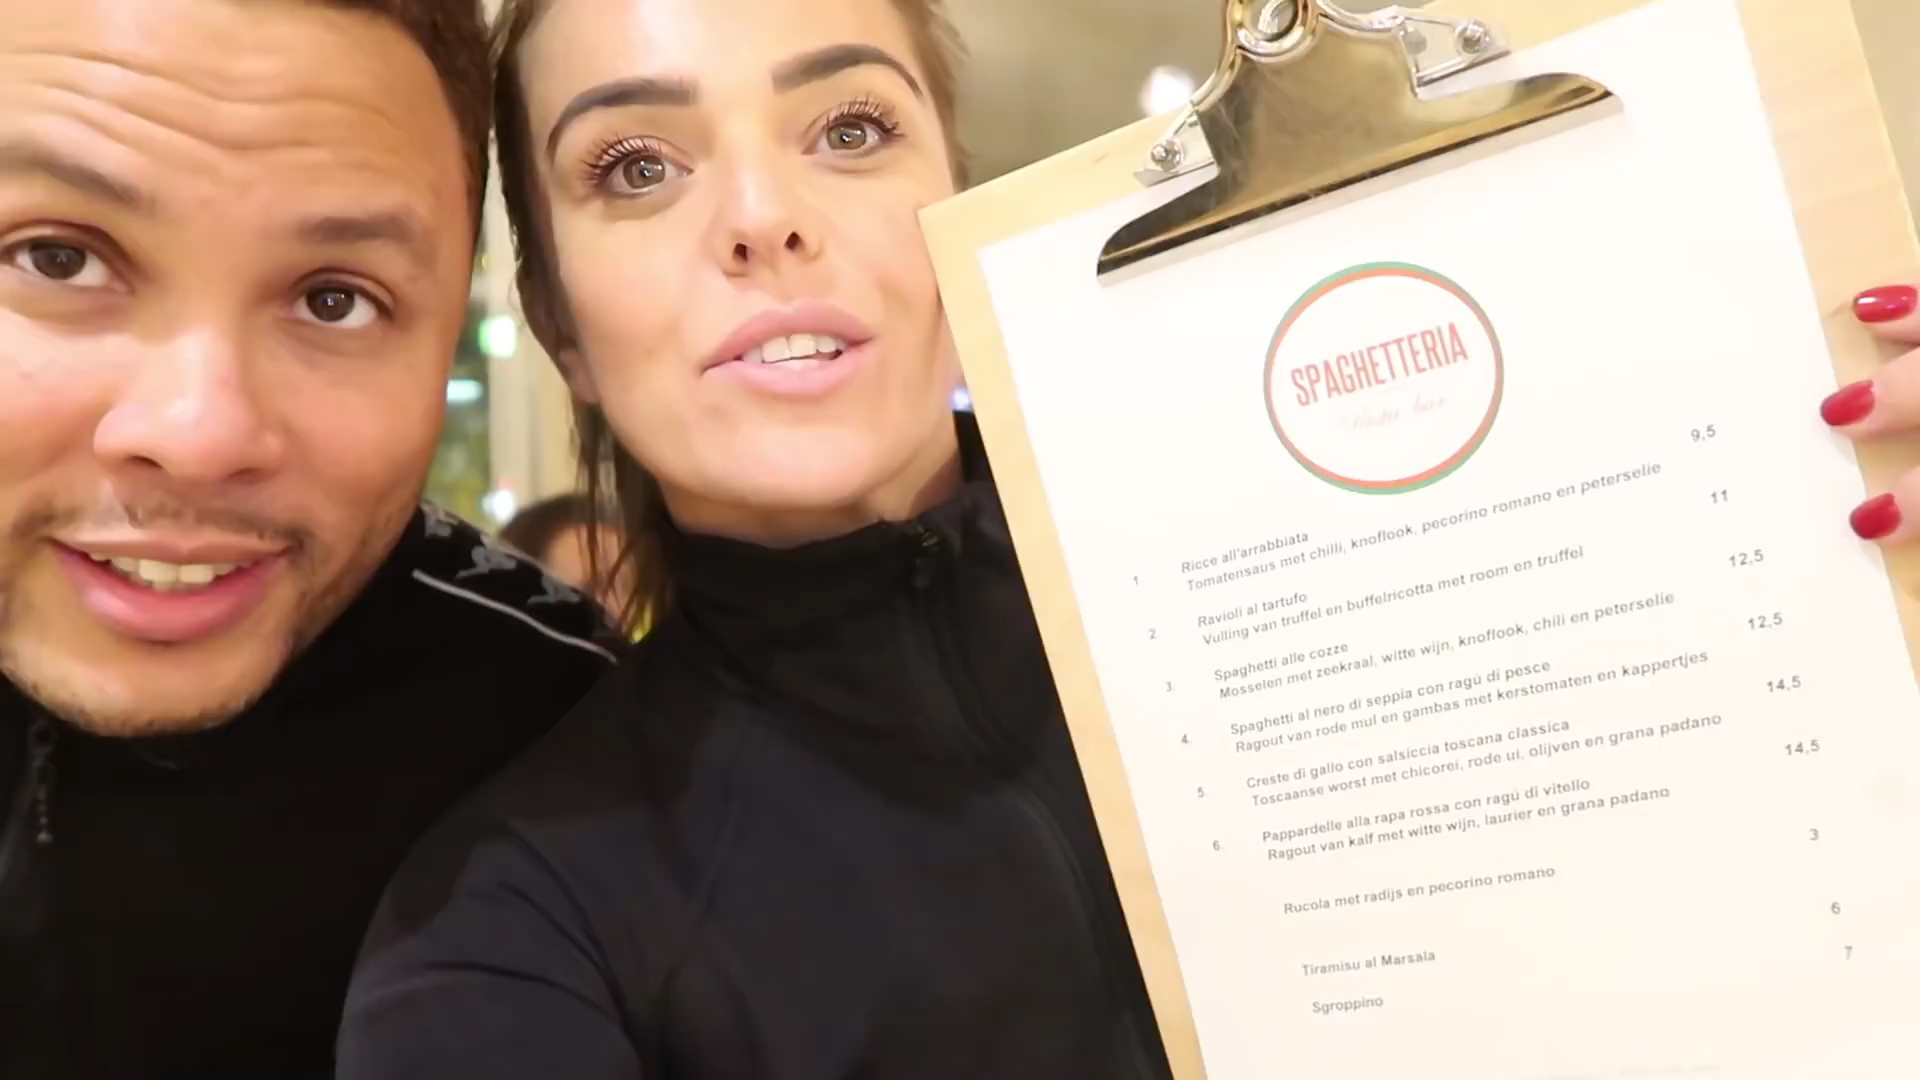 SPAGHETTERIA
1 Ricce all'arrabbiata 9,5
Tomatensaus met chilli, knoflook, pecorino romano en peterselie
2 Ravioli al tartufo 11
Vulling van truffel en buffelricotta met room en truffel
3. Spaghetti alle cozze 12,5
Mosselen met zeekraal, witte wijn, knoflook, chili en peterselie
4. Spaghetti al nero di seppia con ragù di pesce 12,5
Ragout van rode mul en gambas met kerstomaten en kappertjes
5. Creste di gallo con salsiccia toscana classica 14,5
Toscaanse worst met chicorei, rode ui, olijven en grana padano
6. Pappardelle alla rapa rossa con ragù di vitello 14,5
Ragout van kalf met witte wijn, laurier en grana padano
Rucola met radijs en pecorino romano 3
Tiramisu al Marsala 6
Sgroppino 7